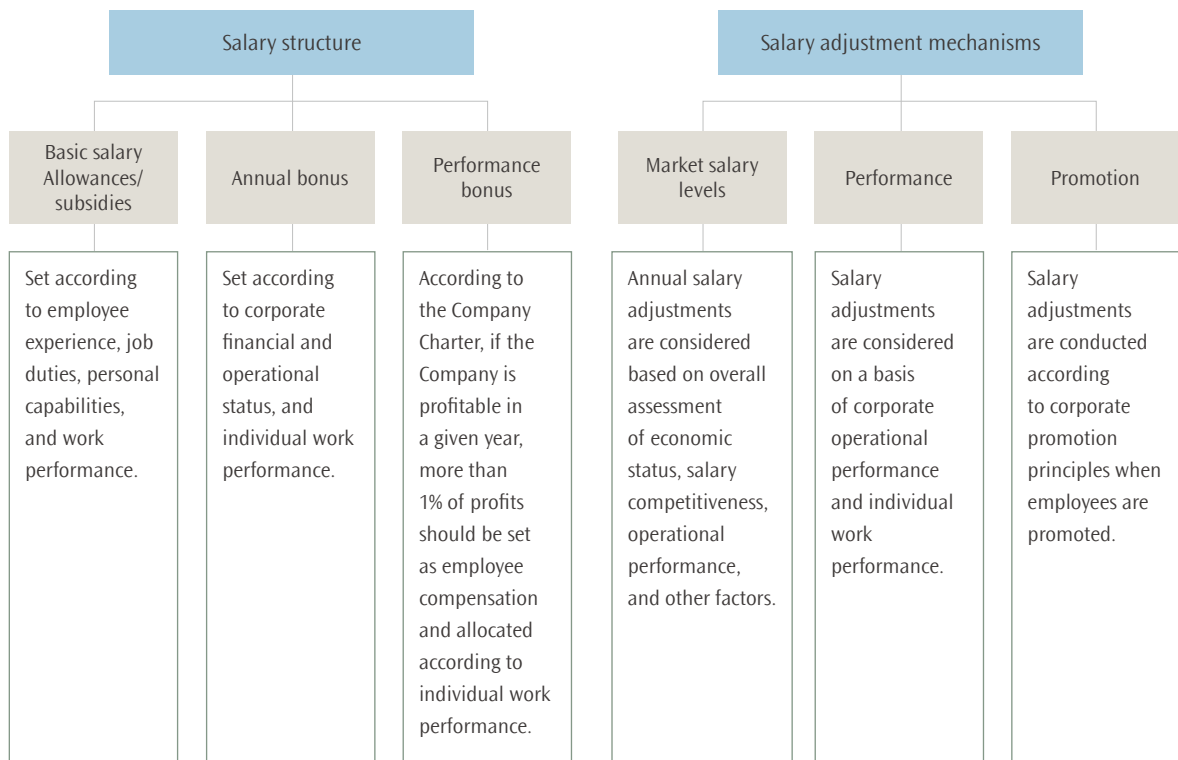 Salary structure
Basic salary
Allowances/
subsidies
Annual bonus
Performance
bonus
Set according
to employee
experience, job
duties, personal
capabilities,
and work
performance.
Set according
to corporate
financial and
operational
status, and
individual work
performance.
According to
the Company
Charter, if the
Company is
profitable in
a given year,
more than
1% of profits
should be set
as employee
compensation
and allocated
according to
individual work
performance.
Salary adjustment mechanisms
Market salary
levels
Performance
Promotion
Annual salary
adjustments
are considered
based on overall
assessment
of economic
status, salary
competitiveness,
operational
performance,
and other factors.
Salary
adjustments
are considered
on a basis
of corporate
operational
performance
and individual
work
performance.
Salary
adjustments
are conducted
according
to corporate
promotion
principles when
employees are
promoted.